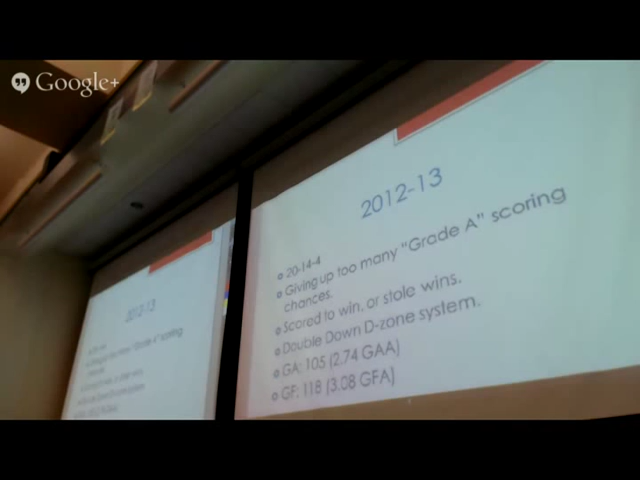 Google+
2012-13
20-14-4
Giving up too many "Grade A" scoring
chances.
Scored to win, or stole wins.
Double Down D-zone system.
GA: 105 (2.74 GAA)
GF: 118 (3.08 GFA)
2012-13